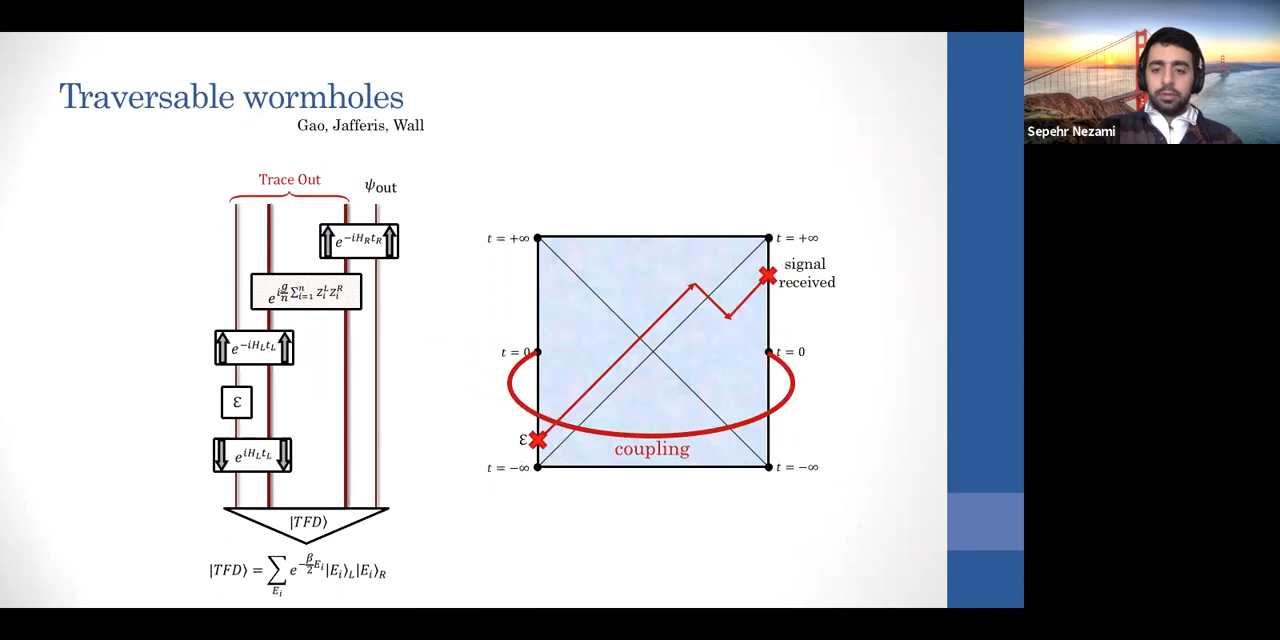 Traversable wormholes
Gao, Jafferis, Wall
Trace Out
ψout
e^{-iH_R t_R}
e^{i\frac{g}{n}\sum_{i=1}^{n} Z_i^L Z_i^R}
e^{-iH_L t_L}
ε
e^{iH_L t_L}
|TFD⟩
|TFD⟩ = \sum_{E_i} e^{-\frac{β}{2}E_i}|E_i⟩_L|E_i⟩_R
t = +∞
t = +∞
signal
received
t = 0
t = 0
ε
coupling
t = −∞
t = −∞
Sepehr Nezami